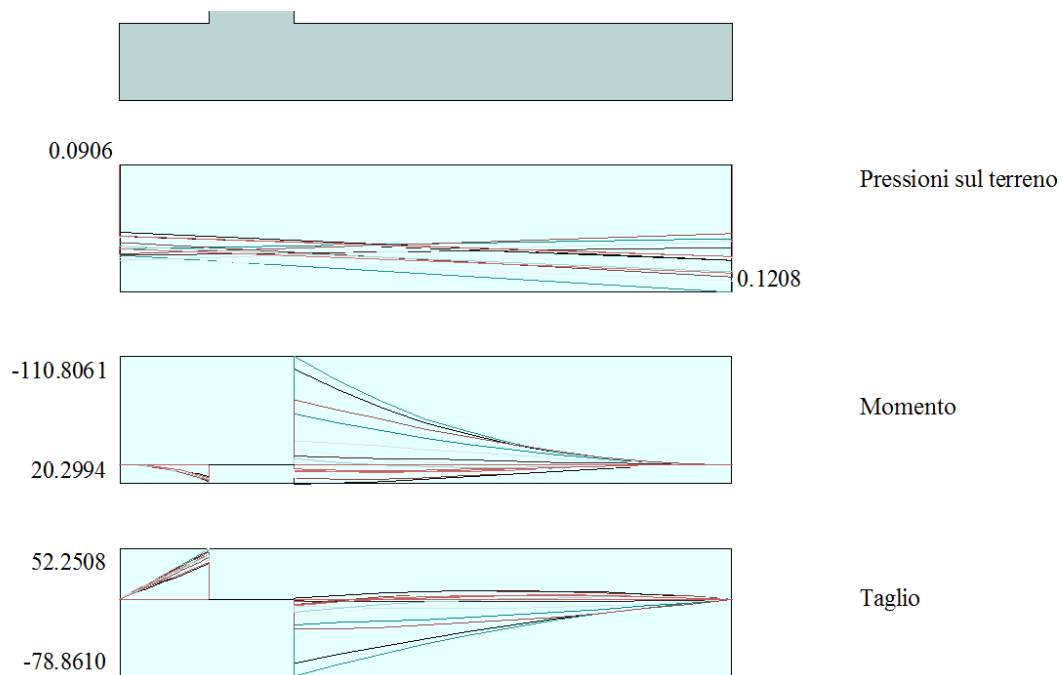 0.0906
Pressioni sul terreno
0.1208
-110.8061
Momento
20.2994
52.2508
Taglio
-78.8610